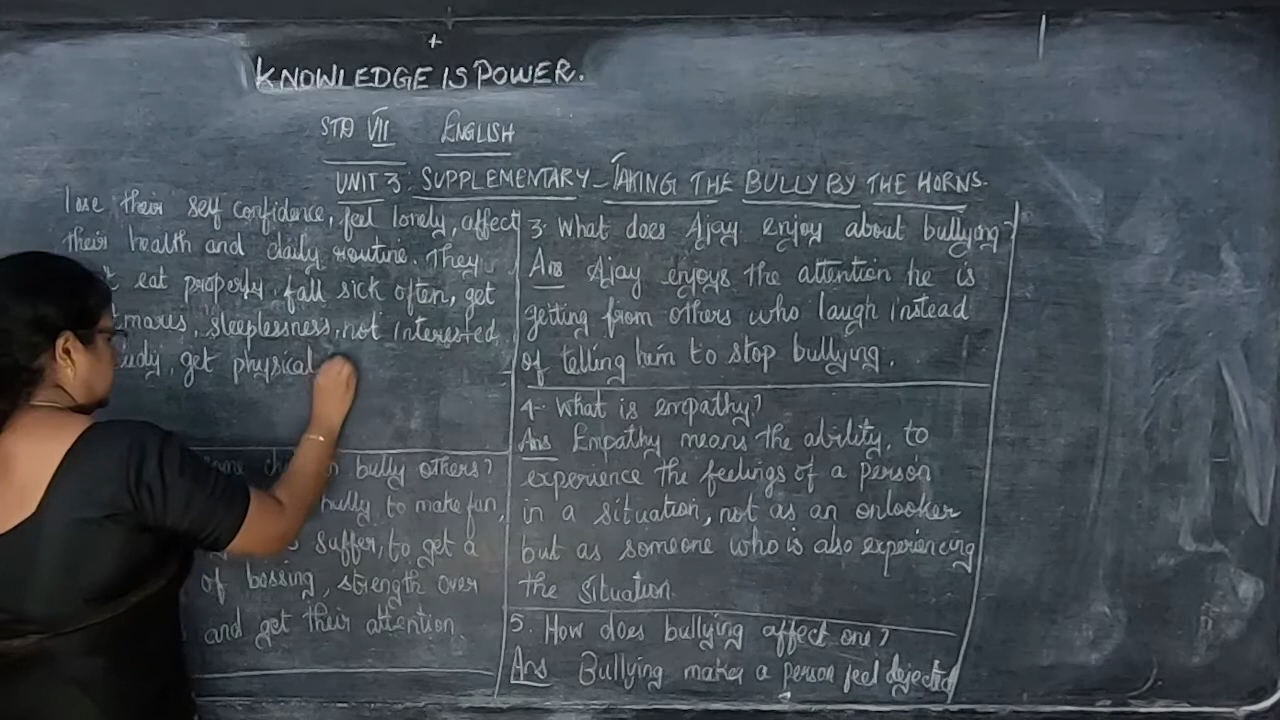 KNOWLEDGE IS POWER.
STD VII ENGLISH
UNIT 3: SUPPLEMENTARY - TAKING THE BULLY BY THE HORNS.
lose their self confidence, feel lonely, affect
their health and daily routine. They
eat properly, fall sick often, get
mares, sleeplessness, not interested
get physical
bully others?
bully to make fun,
suffer, to get a
of bossing, strength over
and get their attention.
3. What does Ajay enjoy about bullying?
Ans Ajay enjoys the attention he is
getting from others who laugh instead
of telling him to stop bullying.
4. What is empathy?
Ans Empathy means the ability, to
experience the feelings of a person
in a situation, not as an onlooker
but as someone who is also experiencing
the situation.
5. How does bullying affect one?
Ans Bullying makes a person feel dejected